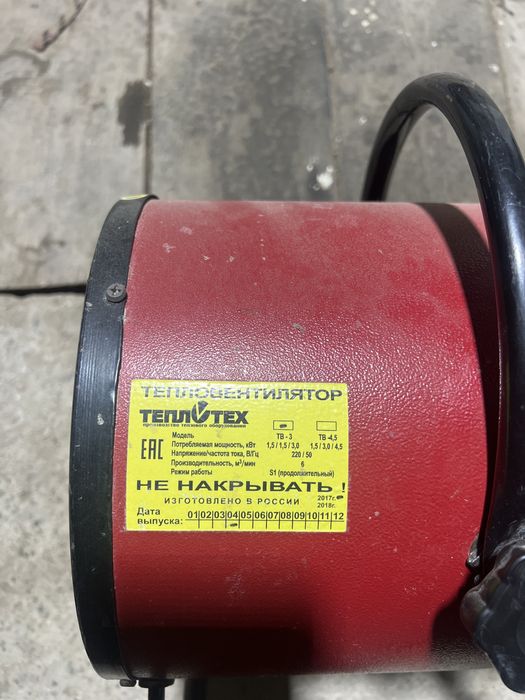 ТЕПЛОВЕНТИЛЯТОР
ТЕПЛОТЕХ
производство теплового оборудования
EAC
Модель ТВ - 3 ТВ -4,5
Потребляемая мощность, кВт 1,5 / 1,5 / 3,0 1,5 / 3,0 / 4,5
Напряжение/частота тока, В/Гц 220 / 50
Производительность, м³/мин 6
Режим работы S1 (продолжительный)
НЕ НАКРЫВАТЬ !
ИЗГОТОВЛЕНО В РОССИИ 2017г.
2018г.
Дата выпуска: 01 02 03 04 05 06 07 08 09 10 11 12